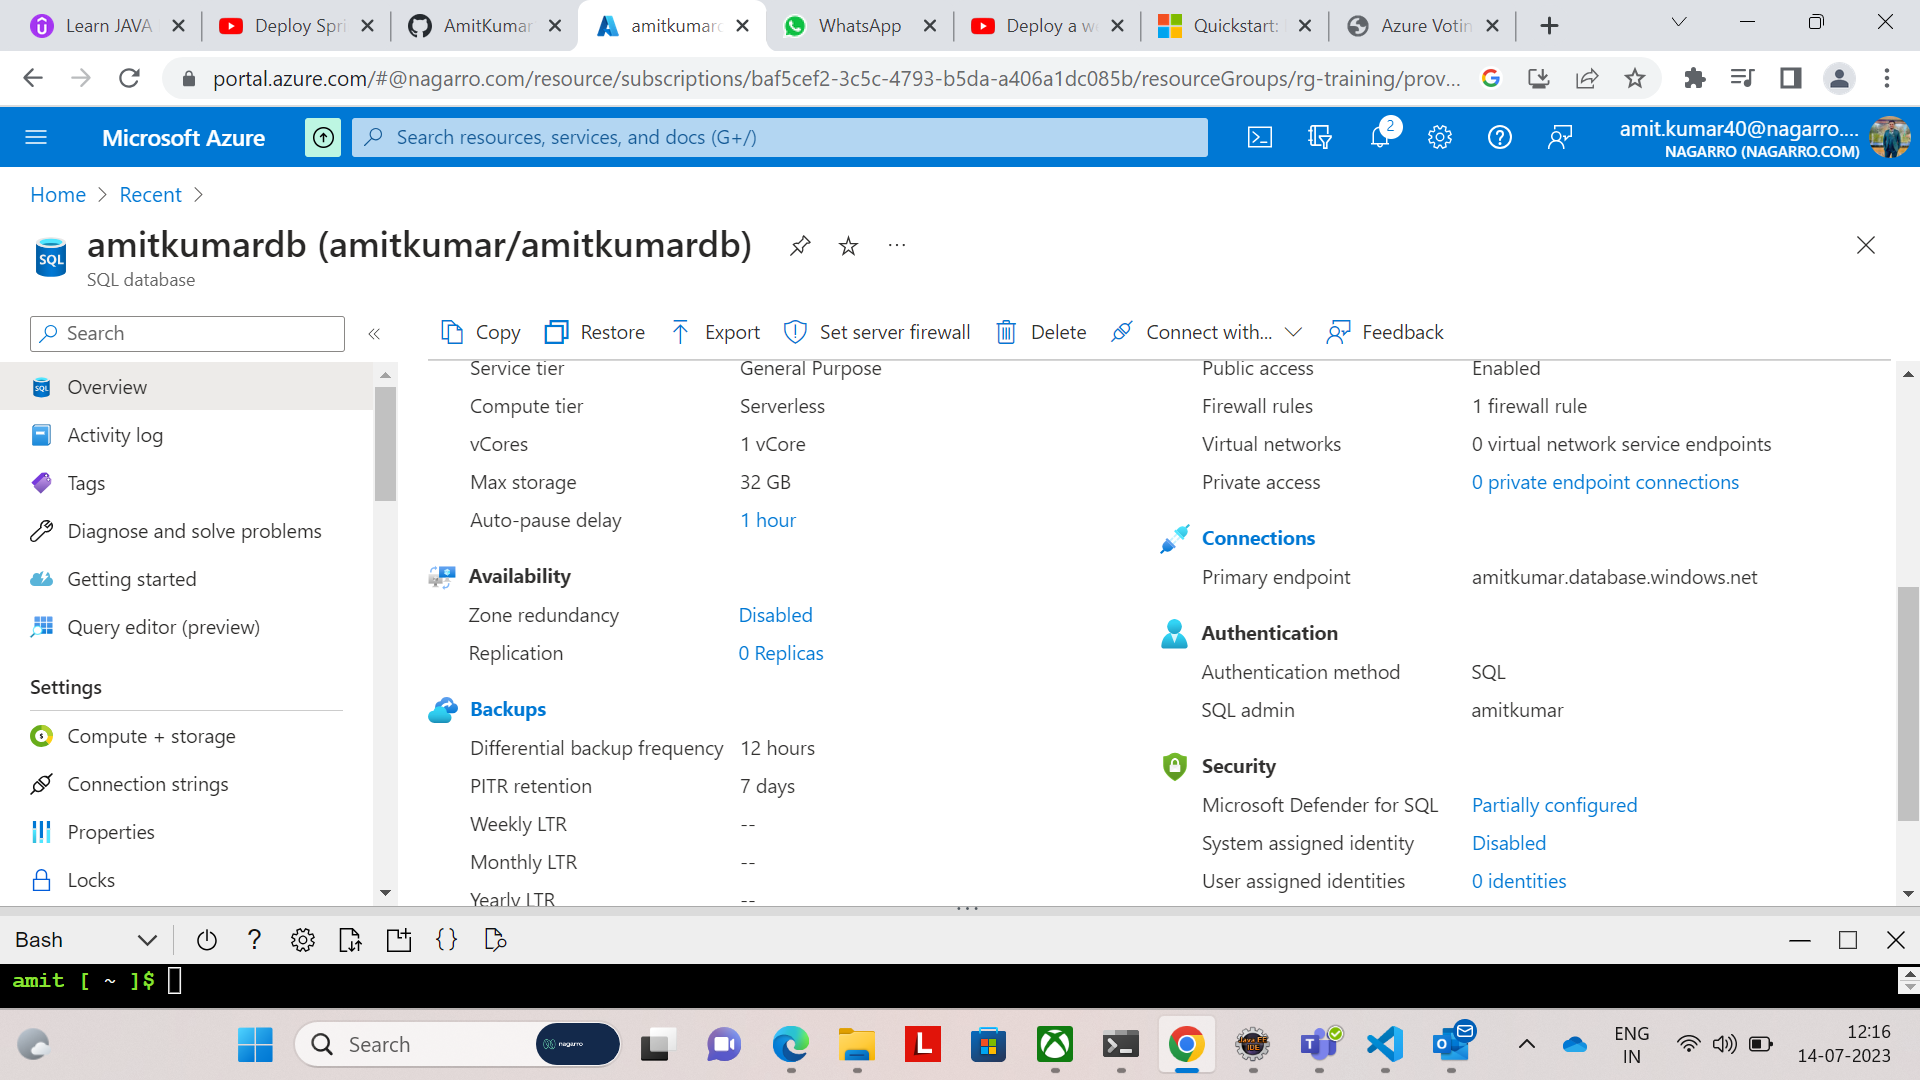 Learn JAVA
Deploy Spri
AmitKumar
amitkumard
WhatsApp
Deploy a we
Quickstart:
Azure Votin
portal.azure.com/#@nagarro.com/resource/subscriptions/baf5cef2-3c5c-4793-b5da-a406a1dc085b/resourceGroups/rg-training/prov...
Microsoft Azure
Search resources, services, and docs (G+/)
2
amit.kumar40@nagarro....
NAGARRO (NAGARRO.COM)
Home
Recent
SQL
amitkumardb (amitkumar/amitkumardb)
SQL database
Search
Copy
Restore
Export
Set server firewall
Delete
Connect with...
Feedback
Overview
Activity log
Tags
Diagnose and solve problems
Getting started
Query editor (preview)
Settings
Compute + storage
Connection strings
Properties
Locks
Service tier General Purpose
Compute tier Serverless
vCores 1 vCore
Max storage 32 GB
Auto-pause delay 1 hour
Availability
Zone redundancy Disabled
Replication 0 Replicas
Backups
Differential backup frequency 12 hours
PITR retention 7 days
Weekly LTR --
Monthly LTR --
Yearly LTR --
Public access Enabled
Firewall rules 1 firewall rule
Virtual networks 0 virtual network service endpoints
Private access 0 private endpoint connections
Connections
Primary endpoint amitkumar.database.windows.net
Authentication
Authentication method SQL
SQL admin amitkumar
Security
Microsoft Defender for SQL Partially configured
System assigned identity Disabled
User assigned identities 0 identities
Bash
amit [ ~ ]$
Search
nagarro
ENG
IN
12:16
14-07-2023